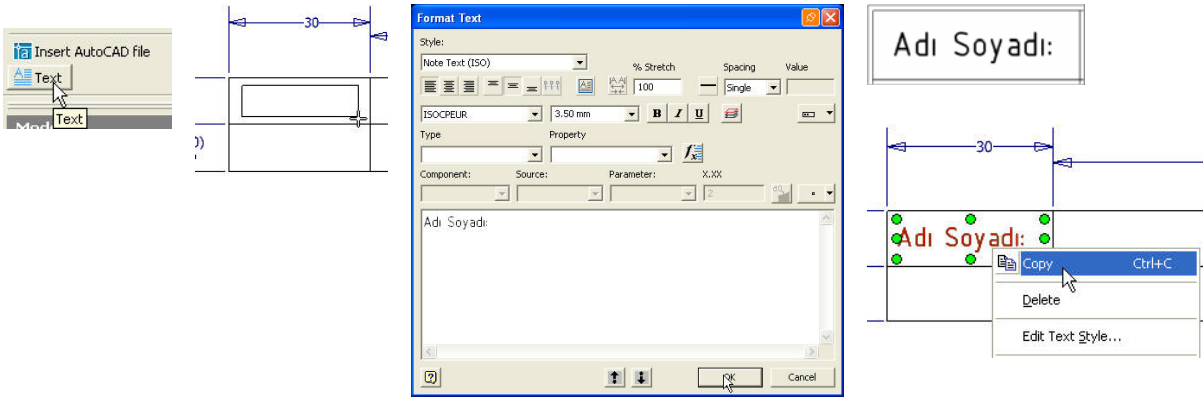 Insert AutoCAD file
Text
Text
30
Format Text
Style:
Note Text (ISO)
% Stretch
Spacing
Value
100
Single
ISOCPEUR
3.50 mm
B I U
Type
Property
Component:
Source:
Parameter:
X.XX
2
Adı Soyadı:
OK
Cancel
Adı Soyadı:
30
Adı Soyadı:
Copy Ctrl+C
Delete
Edit Text Style...